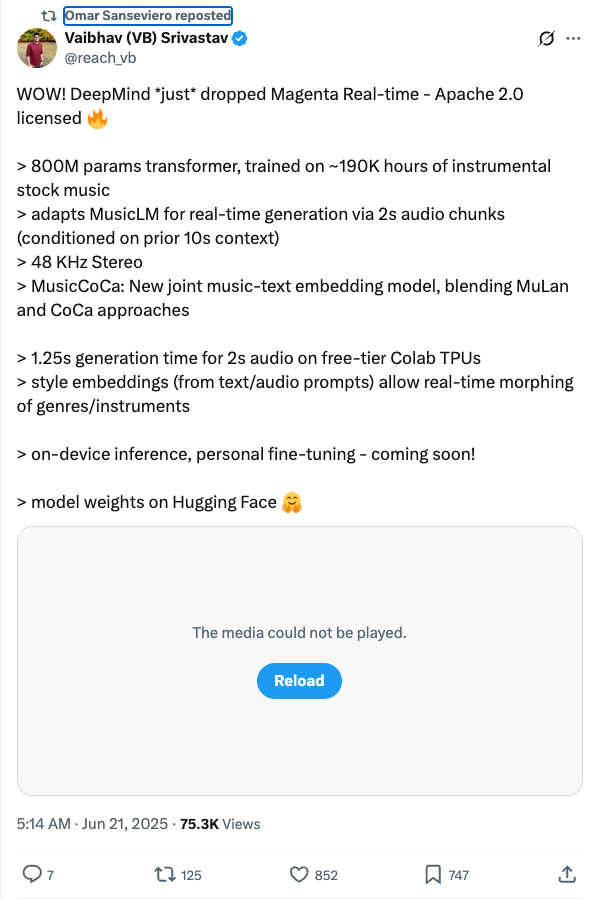 Omar Sanseviero reposted
Vaibhav (VB) Srivastav
@reach_vb
WOW! DeepMind *just* dropped Magenta Real-time - Apache 2.0
licensed 🔥
> 800M params transformer, trained on ~190K hours of instrumental
stock music
> adapts MusicLM for real-time generation via 2s audio chunks
(conditioned on prior 10s context)
> 48 KHz Stereo
> MusicCoCa: New joint music-text embedding model, blending MuLan
and CoCa approaches
> 1.25s generation time for 2s audio on free-tier Colab TPUs
> style embeddings (from text/audio prompts) allow real-time morphing
of genres/instruments
> on-device inference, personal fine-tuning - coming soon!
> model weights on Hugging Face 🤗
The media could not be played.
Reload
5:14 AM · Jun 21, 2025 · 75.3K Views
7 125 852 747